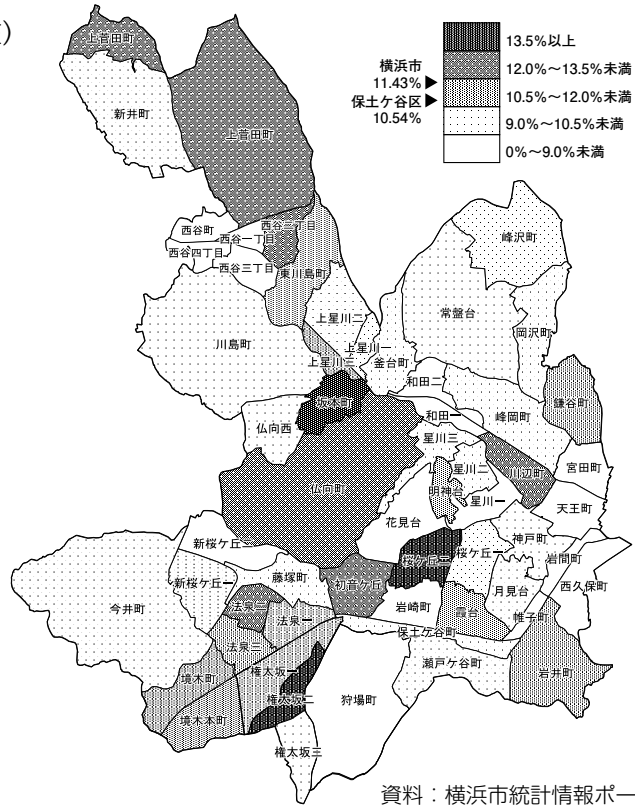 )
13.5%以上
12.0%～13.5%未満
10.5%～12.0%未満
9.0%～10.5%未満
0%～9.0%未満
横浜市
11.43%▶
保土ケ谷区▶
10.54%
上菅田町
新井町
上菅田町
西谷町
西谷一丁目
西谷二丁目
西谷四丁目
西谷三丁目
東川島町
川島町
上星川二
上星川一
上星川三
釜台町
峰沢町
常盤台
岡沢町
和田二
和田一
鎌谷町
峰岡町
坂本町
仏向西
仏向町
星川三
星川二
星川一
明神台
川辺町
宮田町
天王町
花見台
神戸町
岩間町
西久保町
桜ケ丘二
桜ケ丘一
月見台
帷子町
新桜ケ丘二
新桜ケ丘一
藤塚町
初音ケ丘
岩崎町
霞台
今井町
法泉二
法泉一
法泉三
保土ケ谷町
瀬戸ケ谷町
岩井町
権太坂一
境木町
境木本町
権太坂二
狩場町
権太坂三
資料：横浜市統計情報ポー